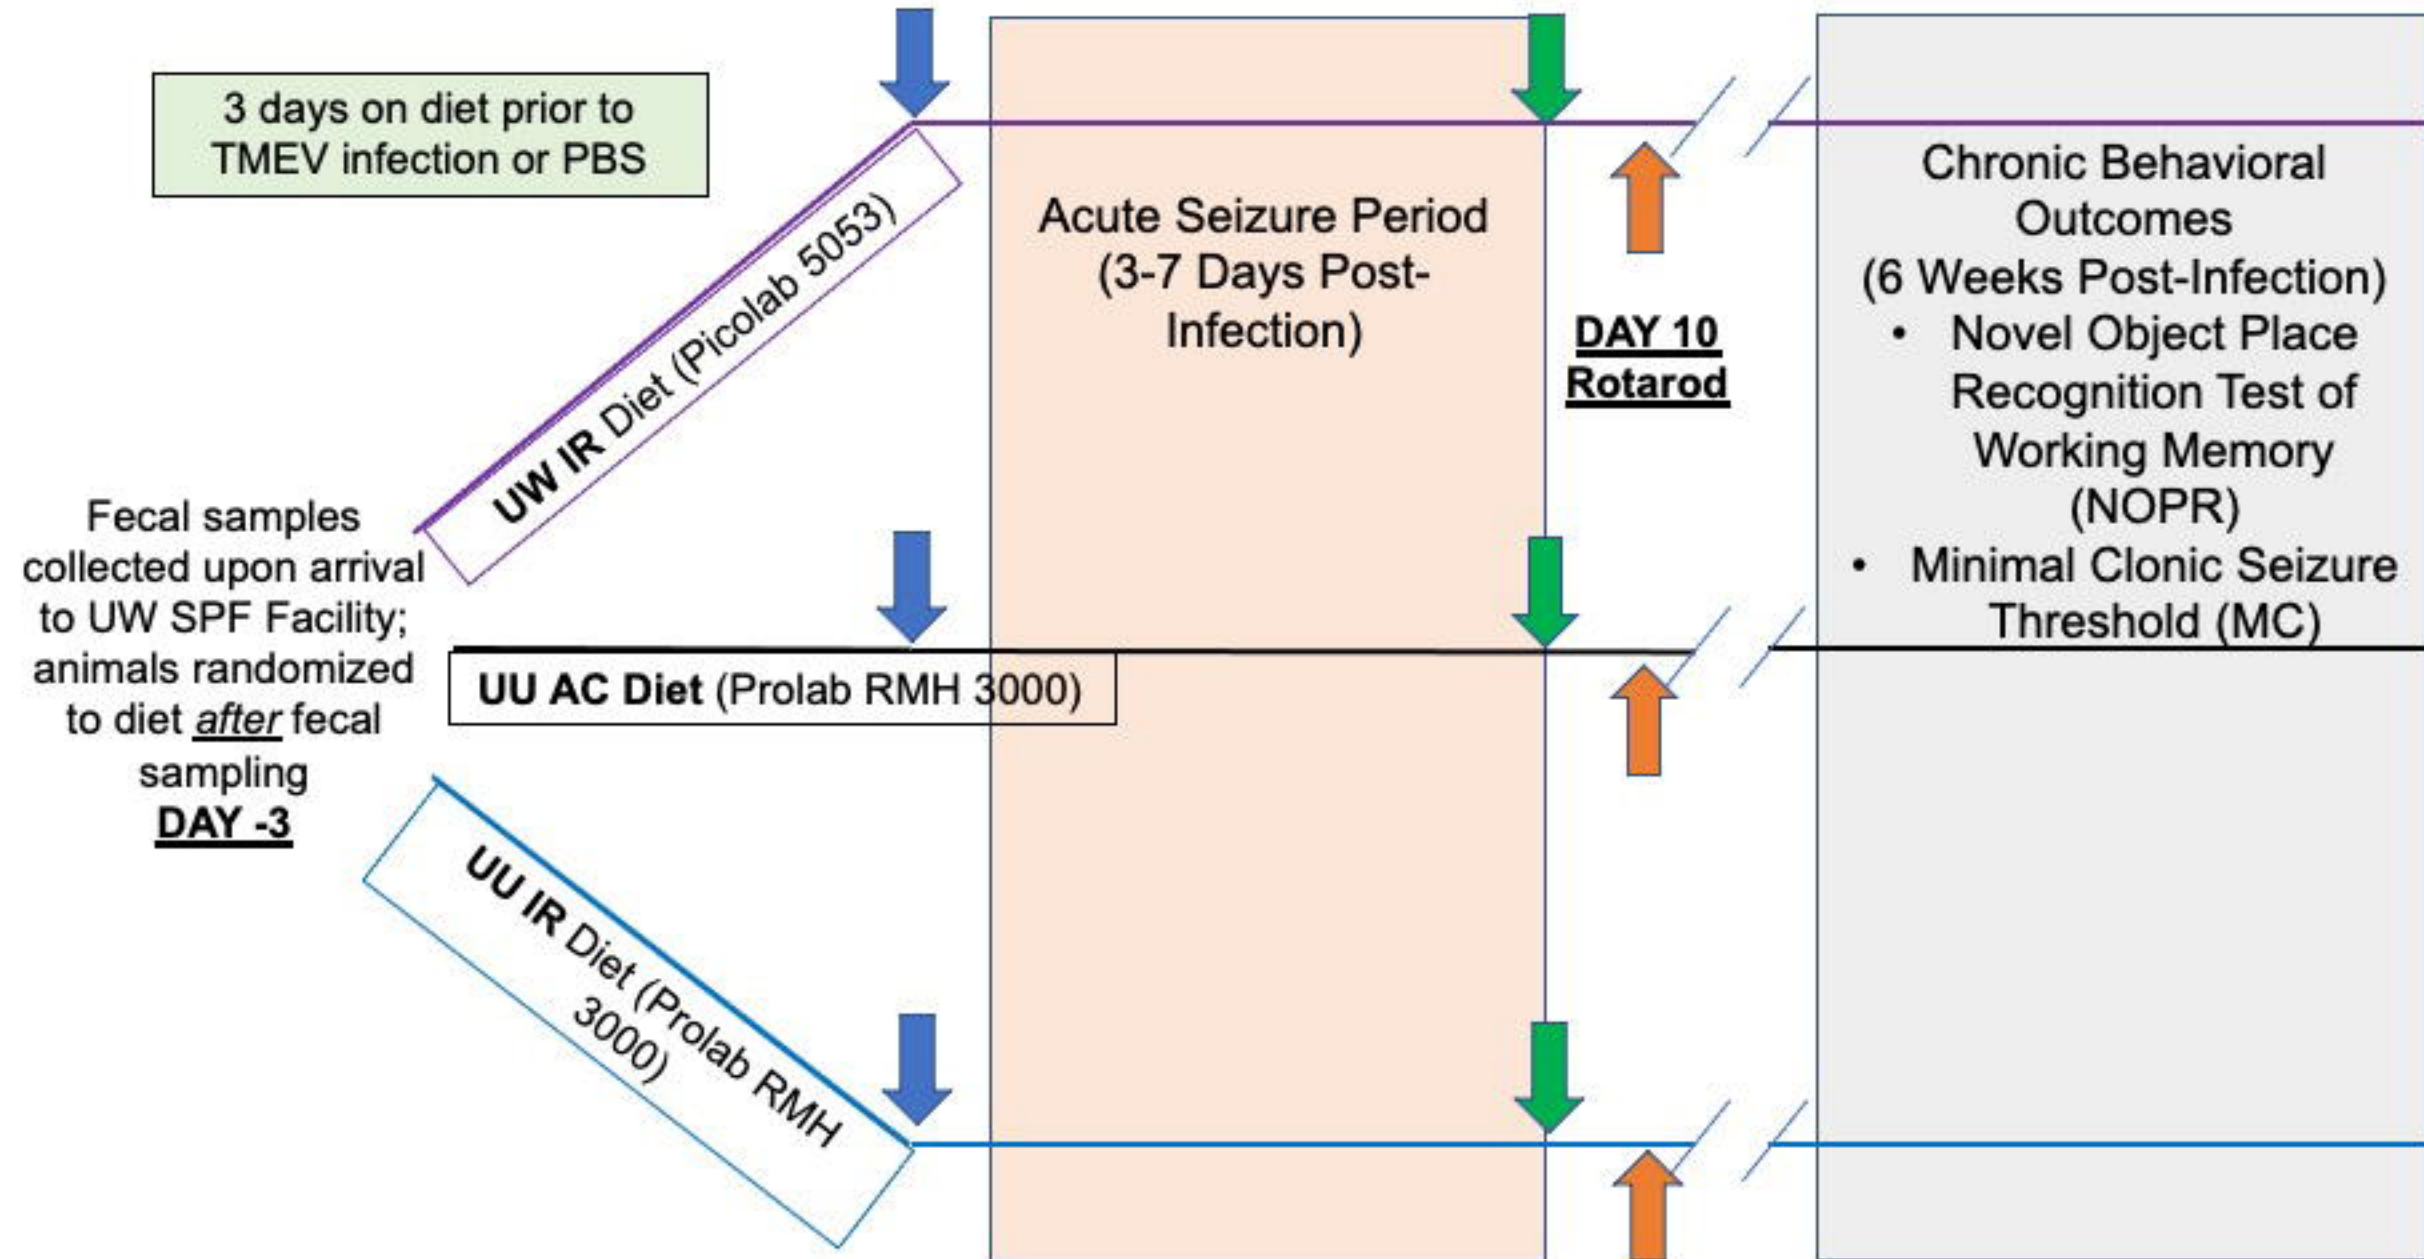 3 days on diet prior to
TMEV infection or PBS
UW IR Diet (Picolab 5053)
Fecal samples
collected upon arrival
to UW SPF Facility;
animals randomized
to diet after fecal
sampling
DAY -3
UU AC Diet (Prolab RMH 3000)
UU IR Diet (Prolab RMH
3000)
Acute Seizure Period
(3-7 Days Post-
Infection)
DAY 10
Rotarod
Chronic Behavioral
Outcomes
(6 Weeks Post-Infection)
• Novel Object Place
Recognition Test of
Working Memory
(NOPR)
• Minimal Clonic Seizure
Threshold (MC)